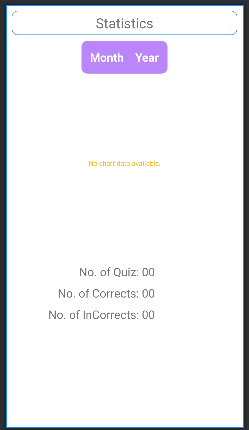 Statistics
Month Year
No chart data available.
No. of Quiz: 00
No. of Corrects: 00
No. of InCorrects: 00